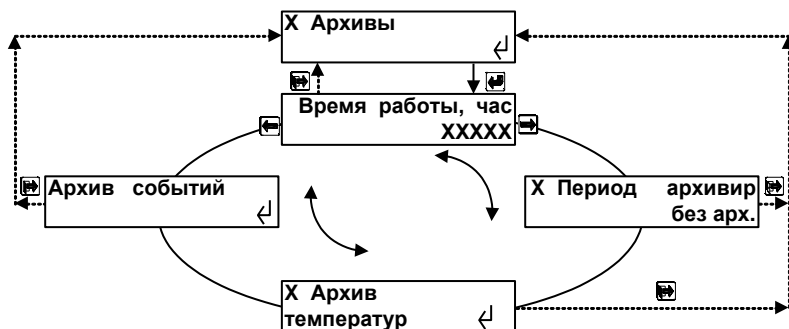 X Архивы
Время работы, час
XXXXX
Архив событий
X Период архивир
без арх.
X Архив
температур